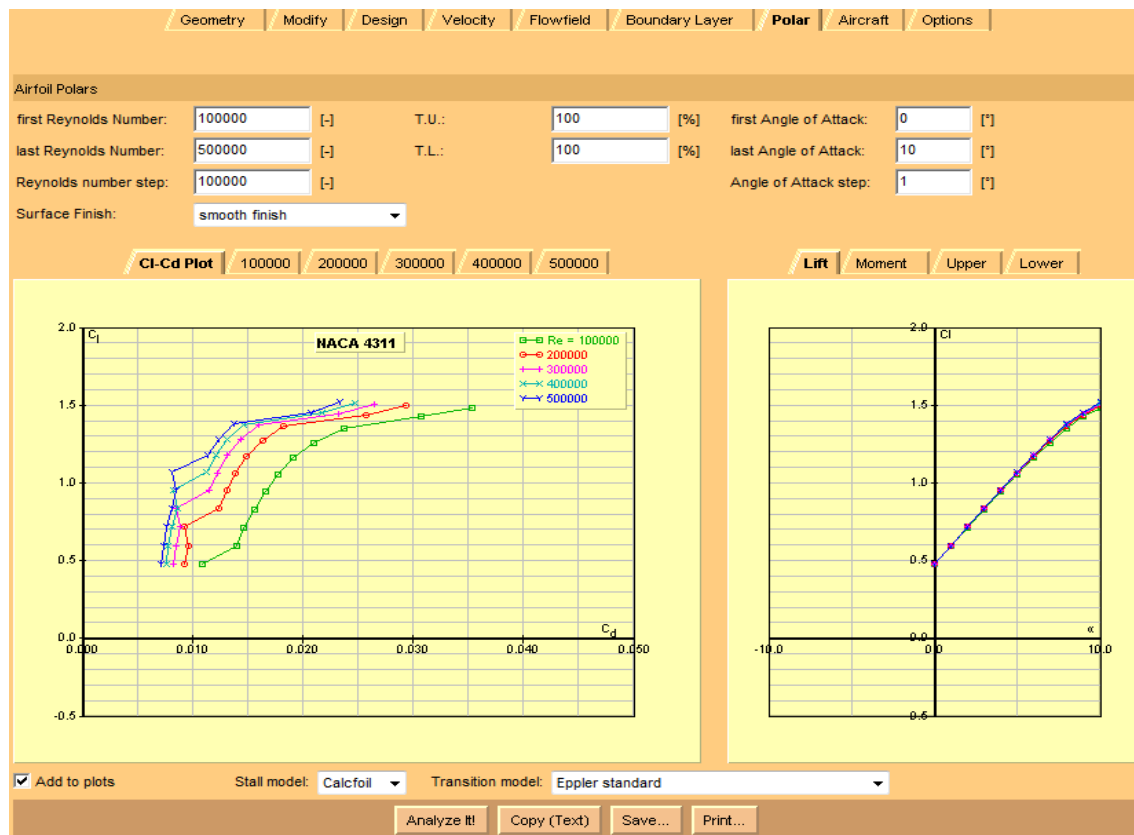 Geometry Modify Design Velocity Flowfield Boundary Layer Polar Aircraft Options
Airfoil Polars
first Reynolds Number: 100000 [-] T.U.: 100 [%] first Angle of Attack: 0 [°]
last Reynolds Number: 500000 [-] T.L.: 100 [%] last Angle of Attack: 10 [°]
Reynolds number step: 100000 [-] Angle of Attack step: 1 [°]
Surface Finish: smooth finish
Cl-Cd Plot 100000 200000 300000 400000 500000 Lift Moment Upper Lower
2.0 Cl NACA 4311 Re = 100000 2.0 Cl
200000
300000
400000
500000
1.5 1.5
1.0 1.0
0.5 0.5
0.0 Cd 0.0 α
0.000 0.010 0.020 0.030 0.040 0.050 -10.0 0.0 10.0
-0.5 0.5
Add to plots Stall model: Calcfoil Transition model: Eppler standard
Analyze It! Copy (Text) Save... Print...